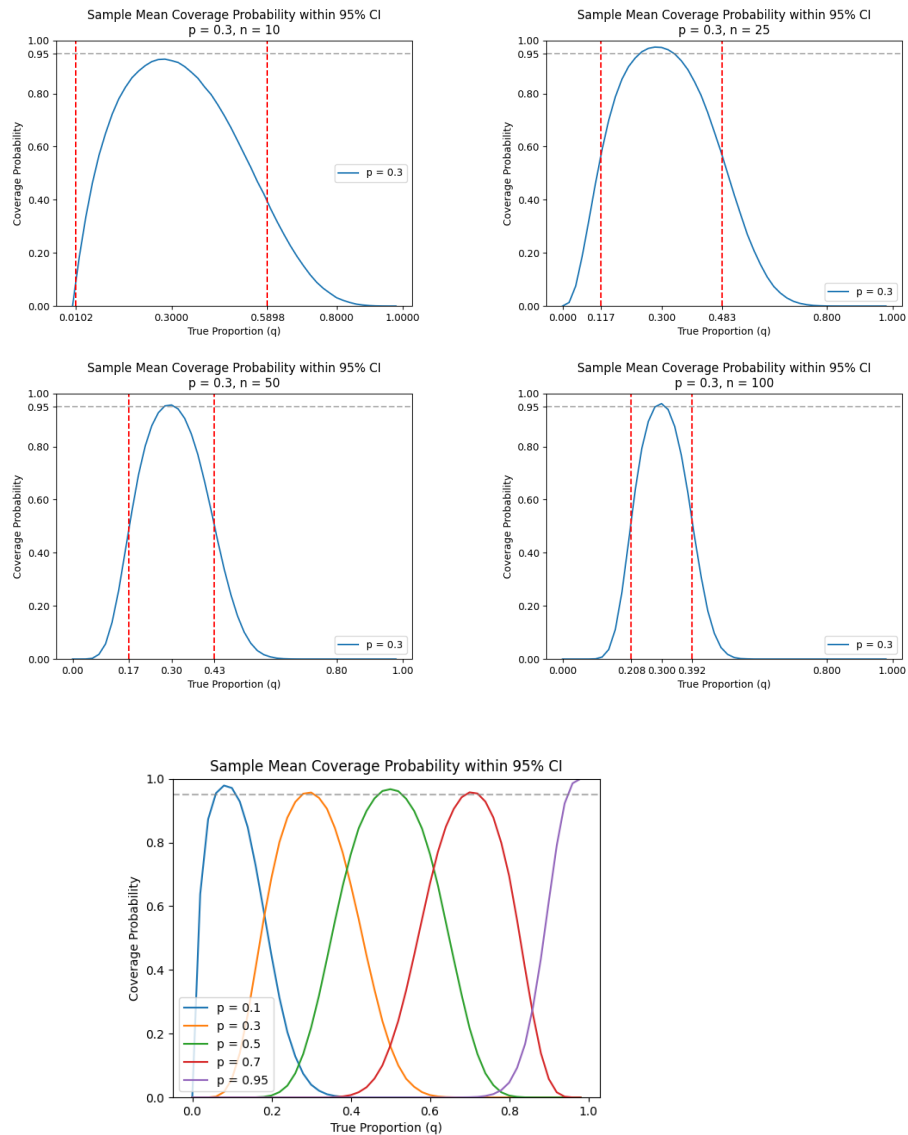 Sample Mean Coverage Probability within 95% CI
p = 0.3, n = 10
1.00
0.95
0.80
0.60
0.40
0.20
0.00
Coverage Probability
p = 0.3
0.0102
0.3000
0.5898
0.8000
1.0000
True Proportion (q)
Sample Mean Coverage Probability within 95% CI
p = 0.3, n = 25
1.00
0.95
0.80
0.60
0.40
0.20
0.00
Coverage Probability
p = 0.3
0.000
0.117
0.300
0.483
0.800
1.000
True Proportion (q)
Sample Mean Coverage Probability within 95% CI
p = 0.3, n = 50
1.00
0.95
0.80
0.60
0.40
0.20
0.00
Coverage Probability
p = 0.3
0.00
0.17
0.30
0.43
0.80
1.00
True Proportion (q)
Sample Mean Coverage Probability within 95% CI
p = 0.3, n = 100
1.00
0.95
0.80
0.60
0.40
0.20
0.00
Coverage Probability
p = 0.3
0.000
0.208
0.300
0.392
0.800
1.000
True Proportion (q)
Sample Mean Coverage Probability within 95% CI
1.0
0.8
0.6
0.4
0.2
0.0
Coverage Probability
p = 0.1
p = 0.3
p = 0.5
p = 0.7
p = 0.95
0.0
0.2
0.4
0.6
0.8
1.0
True Proportion (q)